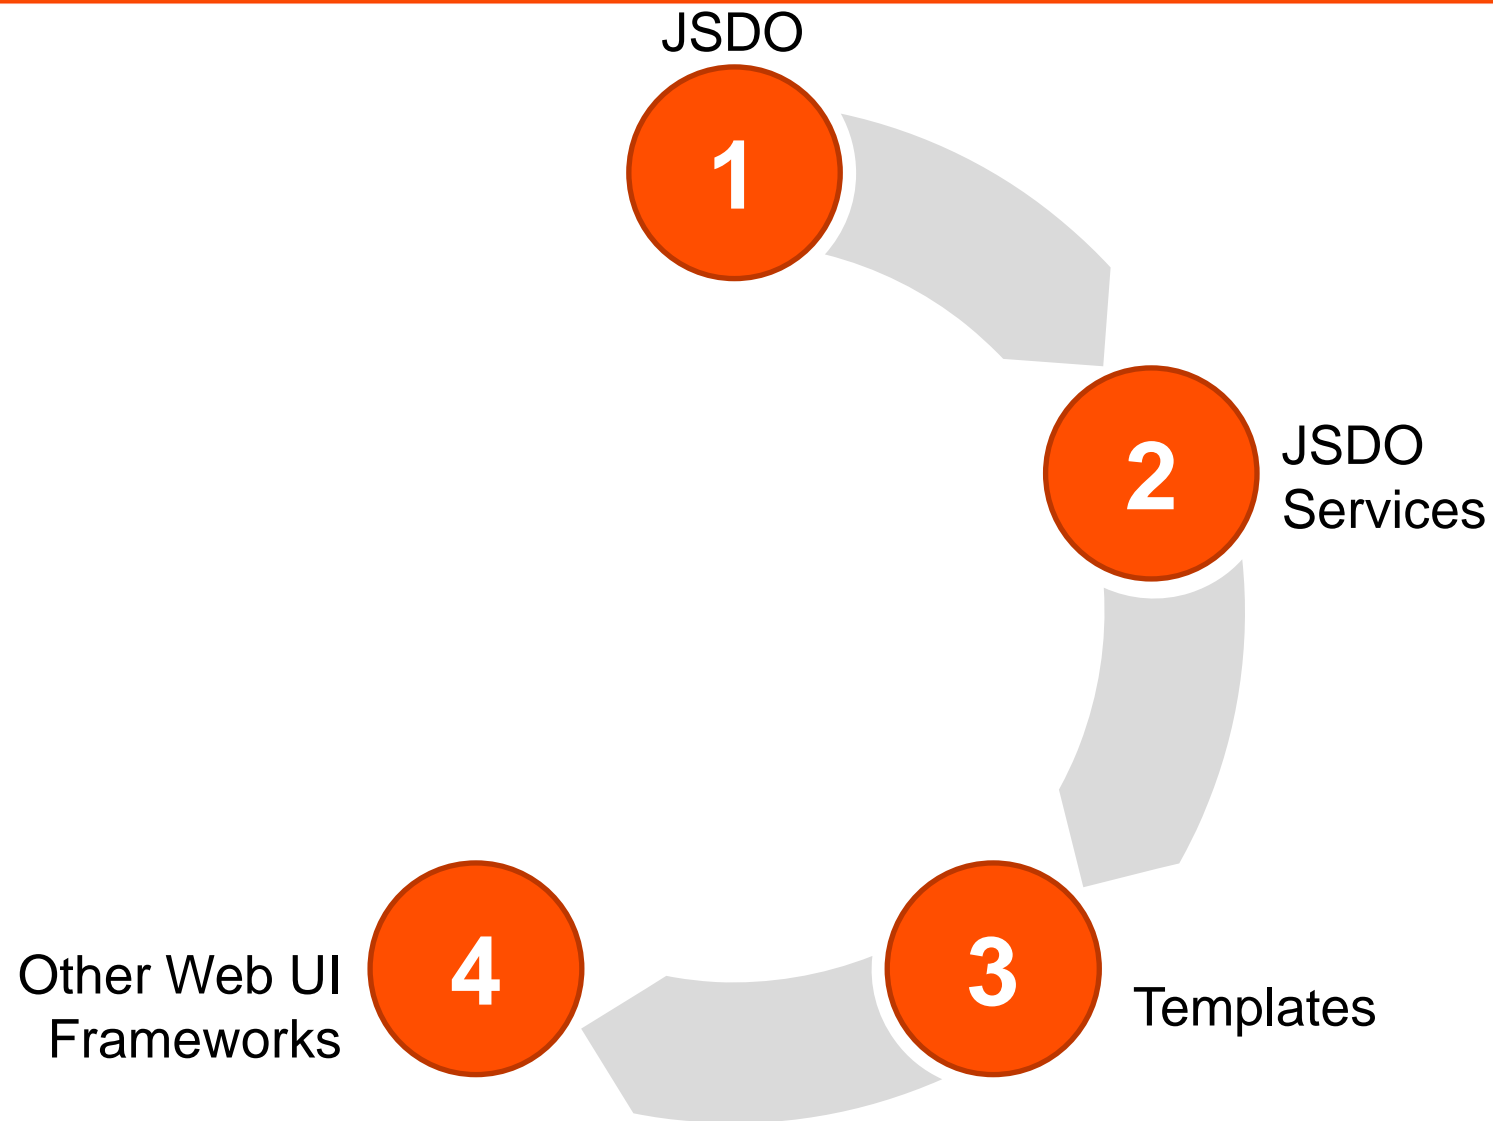 JSDO
1
2
JSDO
Services
3
Templates
4
Other Web UI
Frameworks